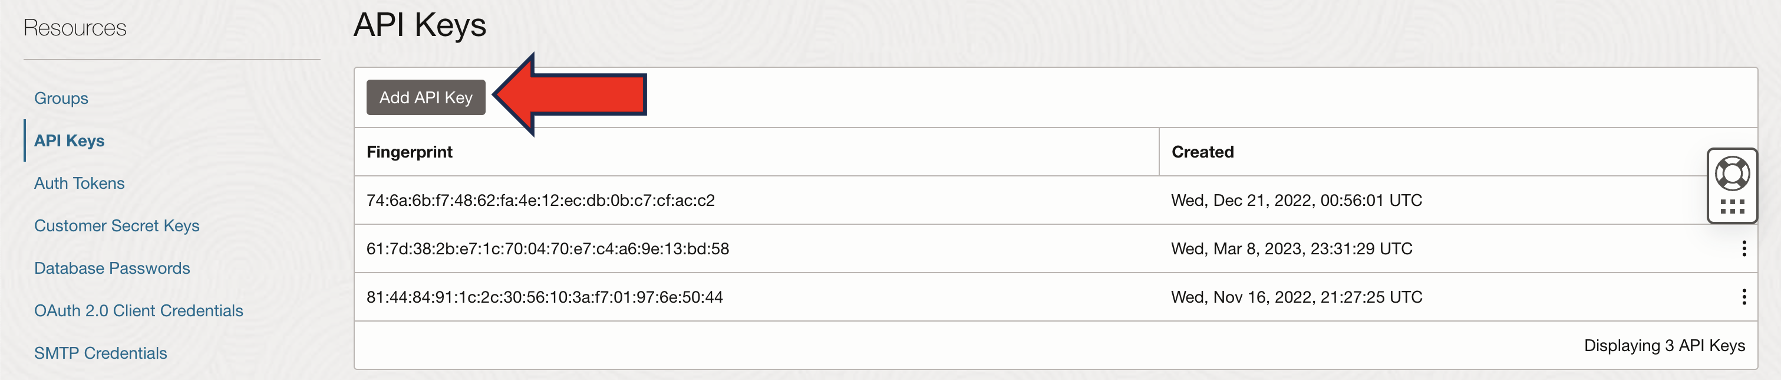 Resources
Groups
API Keys
Auth Tokens
Customer Secret Keys
Database Passwords
OAuth 2.0 Client Credentials
SMTP Credentials
API Keys
Add API Key
Fingerprint Created
74:6a:6b:f7:48:62:fa:4e:12:ec:db:0b:c7:cf:ac:c2 Wed, Dec 21, 2022, 00:56:01 UTC
61:7d:38:2b:e7:1c:70:04:70:e7:c4:a6:9e:13:bd:58 Wed, Mar 8, 2023, 23:31:29 UTC
81:44:84:91:1c:2c:30:56:10:3a:f7:01:97:6e:50:44 Wed, Nov 16, 2022, 21:27:25 UTC
Displaying 3 API Keys